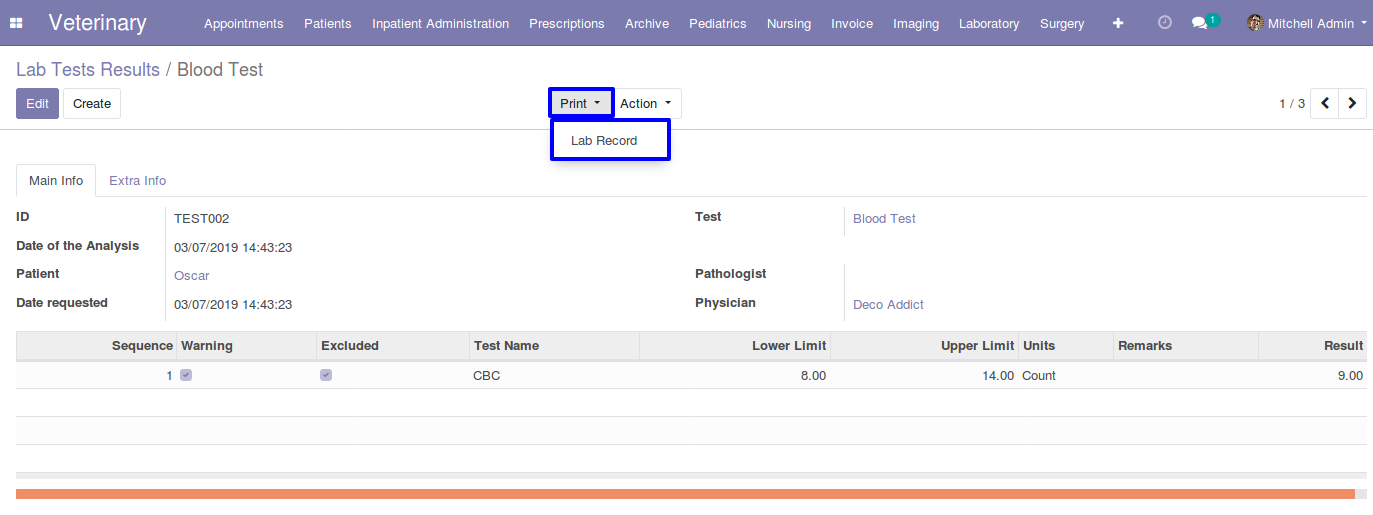 Veterinary Appointments Patients Inpatient Administration Prescriptions Archive Pediatrics Nursing Invoice Imaging Laboratory Surgery 1 Mitchell Admin
Lab Tests Results / Blood Test
Edit Create Print Action 1 / 3
Lab Record
Main Info Extra Info
ID TEST002 Test Blood Test
Date of the Analysis 03/07/2019 14:43:23
Patient Oscar Pathologist
Date requested 03/07/2019 14:43:23 Physician Deco Addict
Sequence Warning Excluded Test Name Lower Limit Upper Limit Units Remarks Result
1 CBC 8.00 14.00 Count 9.00